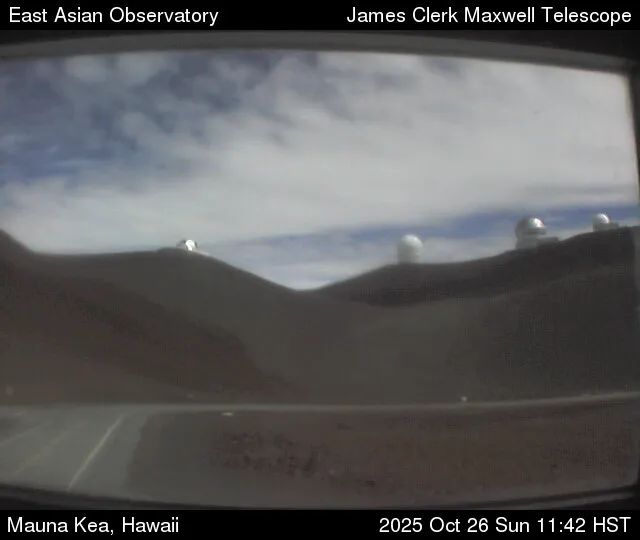 East Asian Observatory
James Clerk Maxwell Telescope
Mauna Kea, Hawaii
2025 Oct 26 Sun 11:42 HST